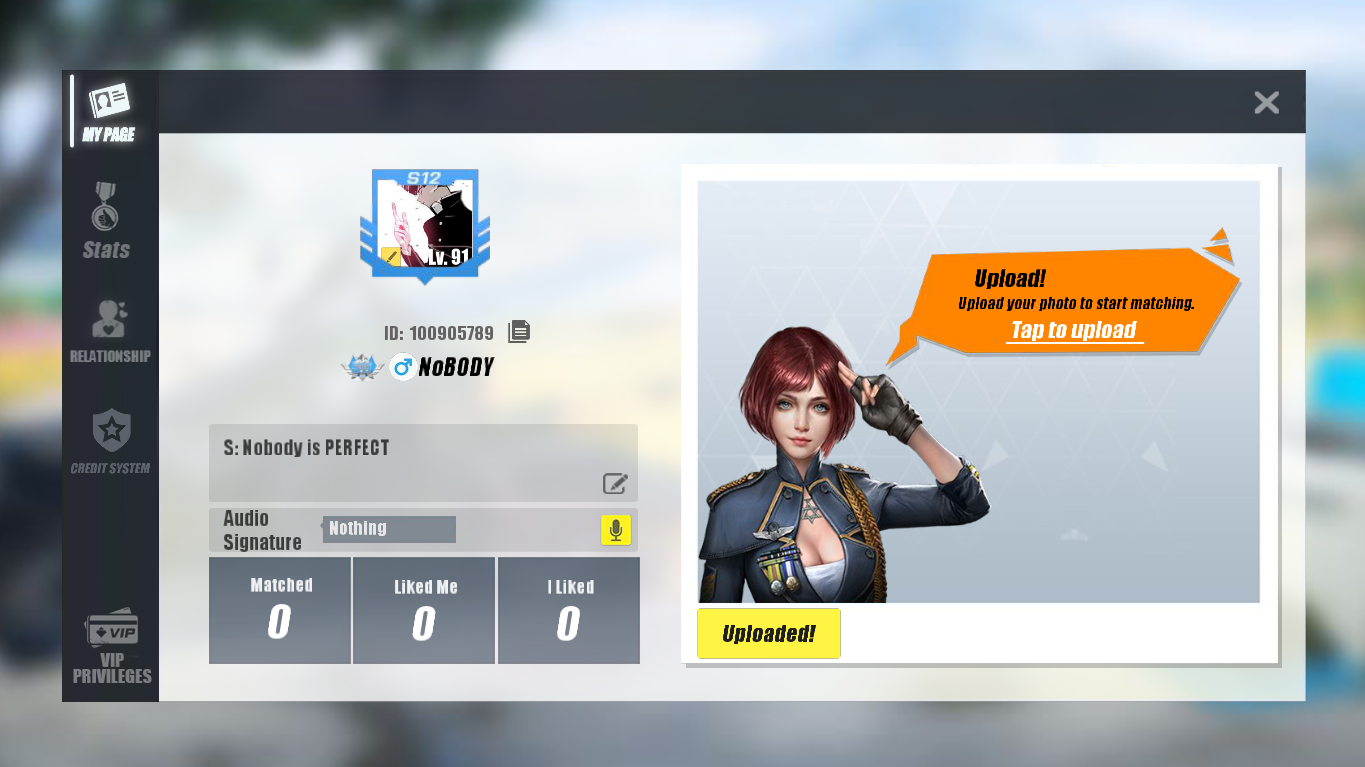 MY PAGE
Stats
RELATIONSHIP
CREDIT SYSTEM
VIP
VIP
PRIVILEGES
S12
Lv. 91
ID: 100905789
NoBODY
S: Nobody is PERFECT
Audio
Signature
Nothing
Matched
Liked Me
I Liked
0
0
0
Upload!
Upload your photo to start matching.
Tap to upload
Uploaded!